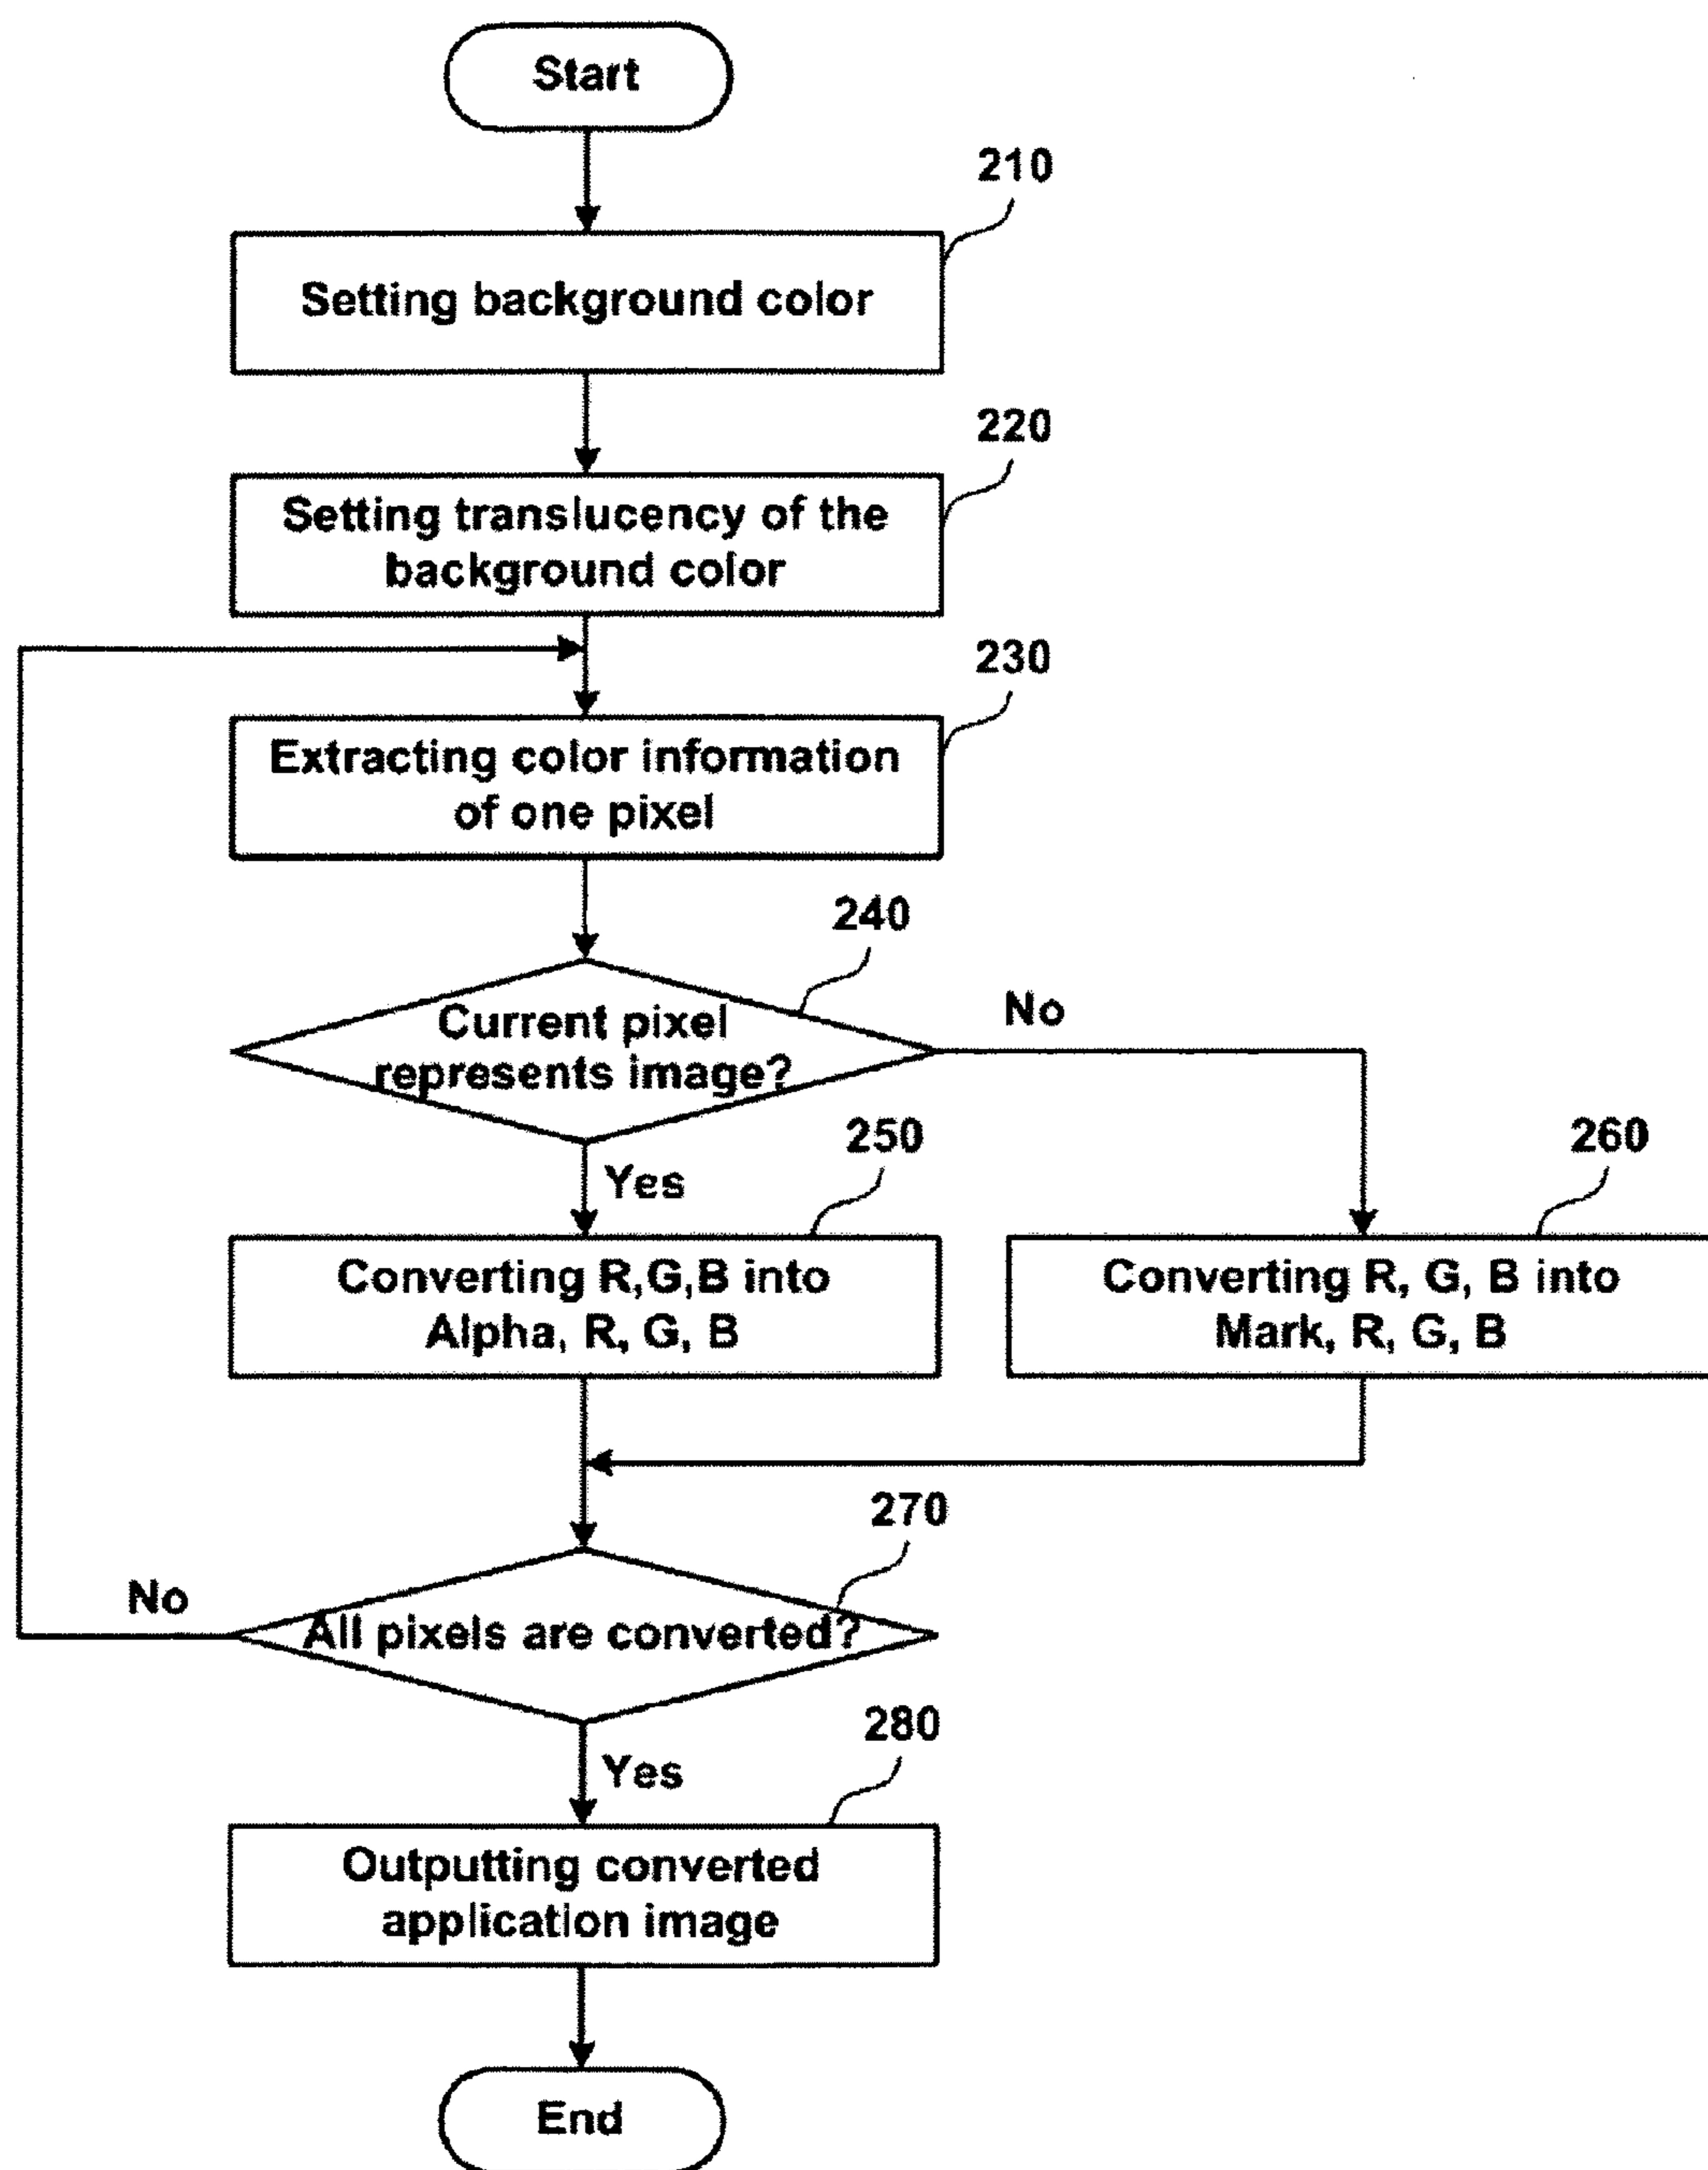 Start
210
Setting background color
220
Setting translucency of the
background color
230
Extracting color information
of one pixel
240
Current pixel
represents image?
No
Yes
250
260
Converting R,G,B into
Alpha, R, G, B
Converting R, G, B into
Mark, R, G, B
270
No
All pixels are converted?
Yes
280
Outputting converted
application image
End